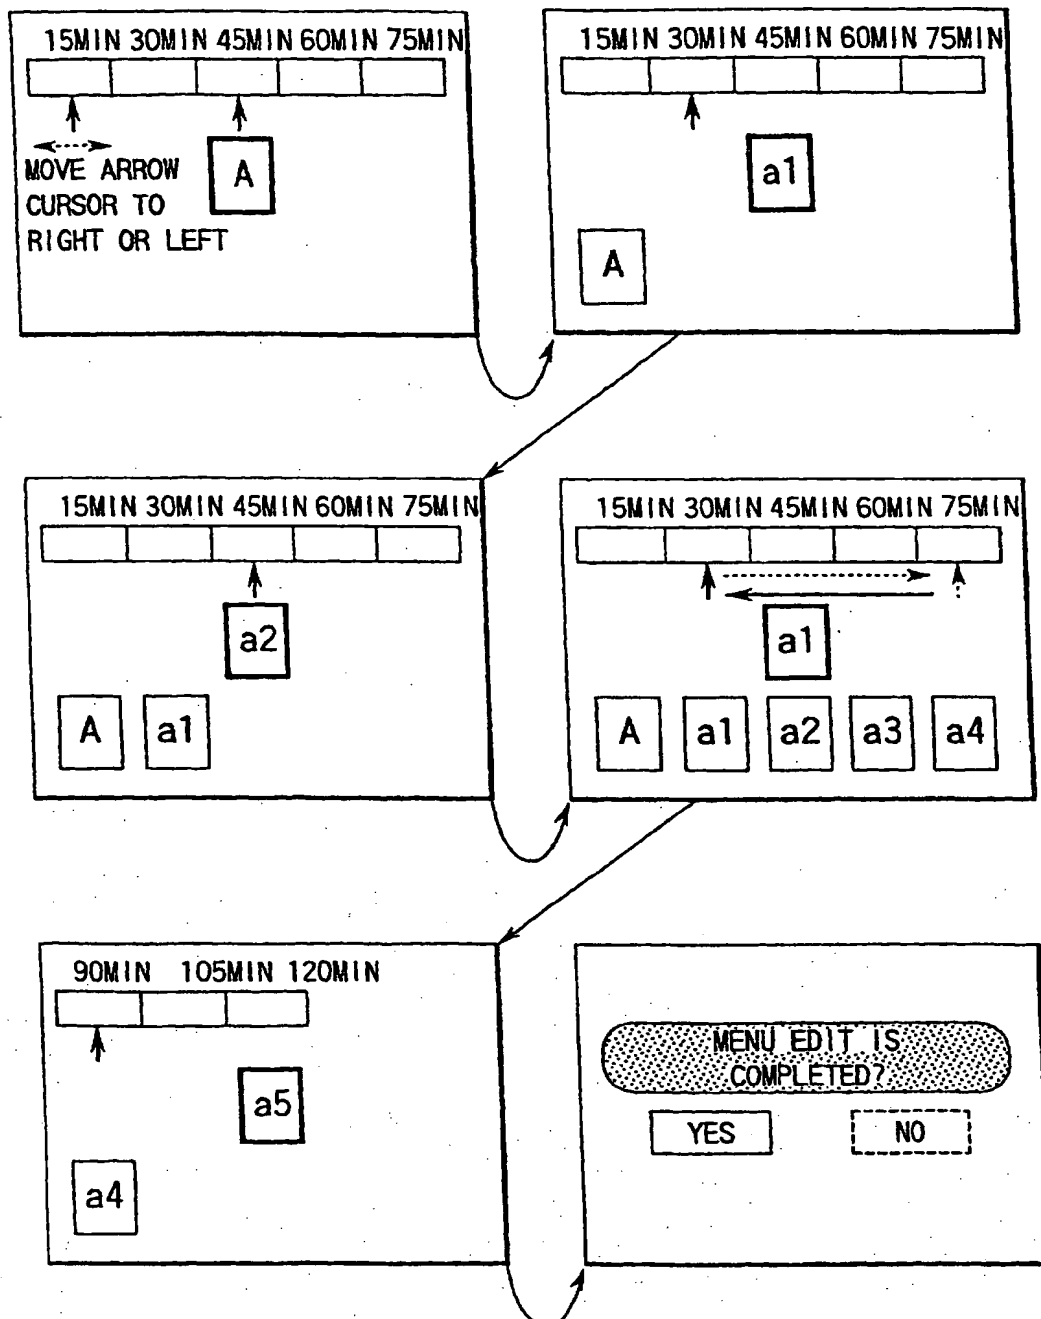 15MIN 30MIN 45MIN 60MIN 75MIN
MOVE ARROW
CURSOR TO
RIGHT OR LEFT
A
15MIN 30MIN 45MIN 60MIN 75MIN
a1
A
15MIN 30MIN 45MIN 60MIN 75MIN
a2
A a1
15MIN 30MIN 45MIN 60MIN 75MIN
a1
A a1 a2 a3 a4
90MIN 105MIN 120MIN
a5
a4
MENU EDIT IS
COMPLETED?
YES NO